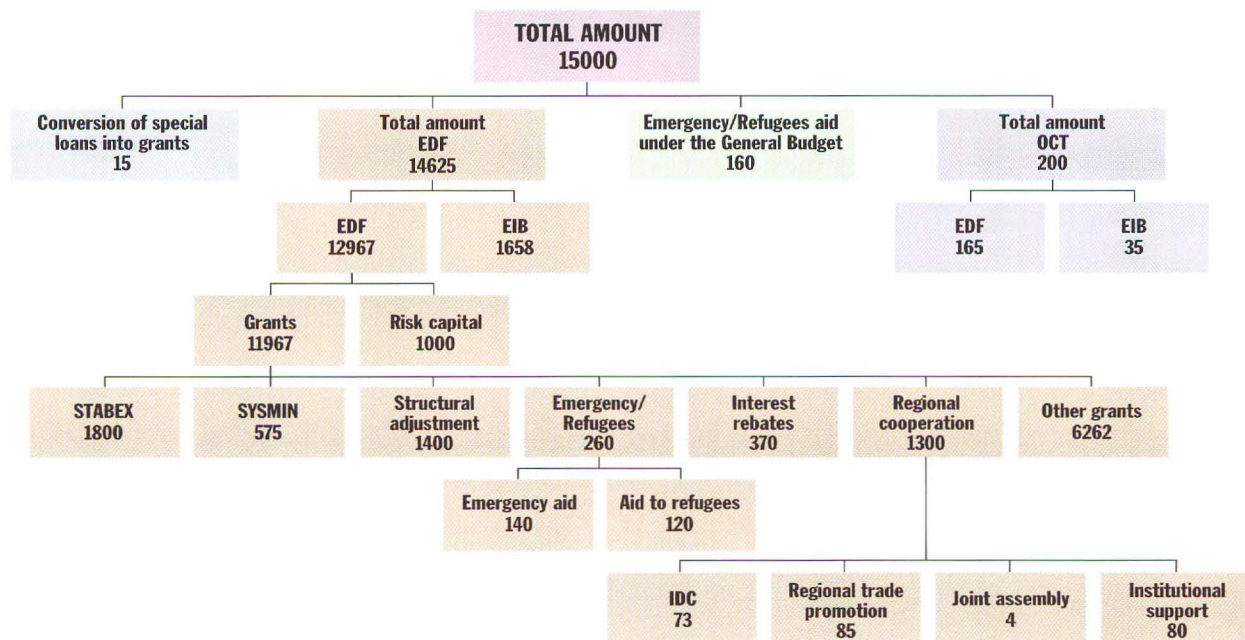 TOTAL AMOUNT
15000
Conversion of special
loans into grants
15
Total amount
EDF
14625
Emergency/Refugees aid
under the General Budget
160
Total amount
OCT
200
EDF
12967
EIB
1658
EDF
165
EIB
35
Grants
11967
Risk capital
1000
STABEX
1800
SYSMIN
575
Structural
adjustment
1400
Emergency/
Refugees
260
Interest
rebates
370
Regional
cooperation
1300
Other grants
6262
Emergency aid
140
Aid to refugees
120
IDC
73
Regional trade
promotion
85
Joint assembly
4
Institutional
support
80